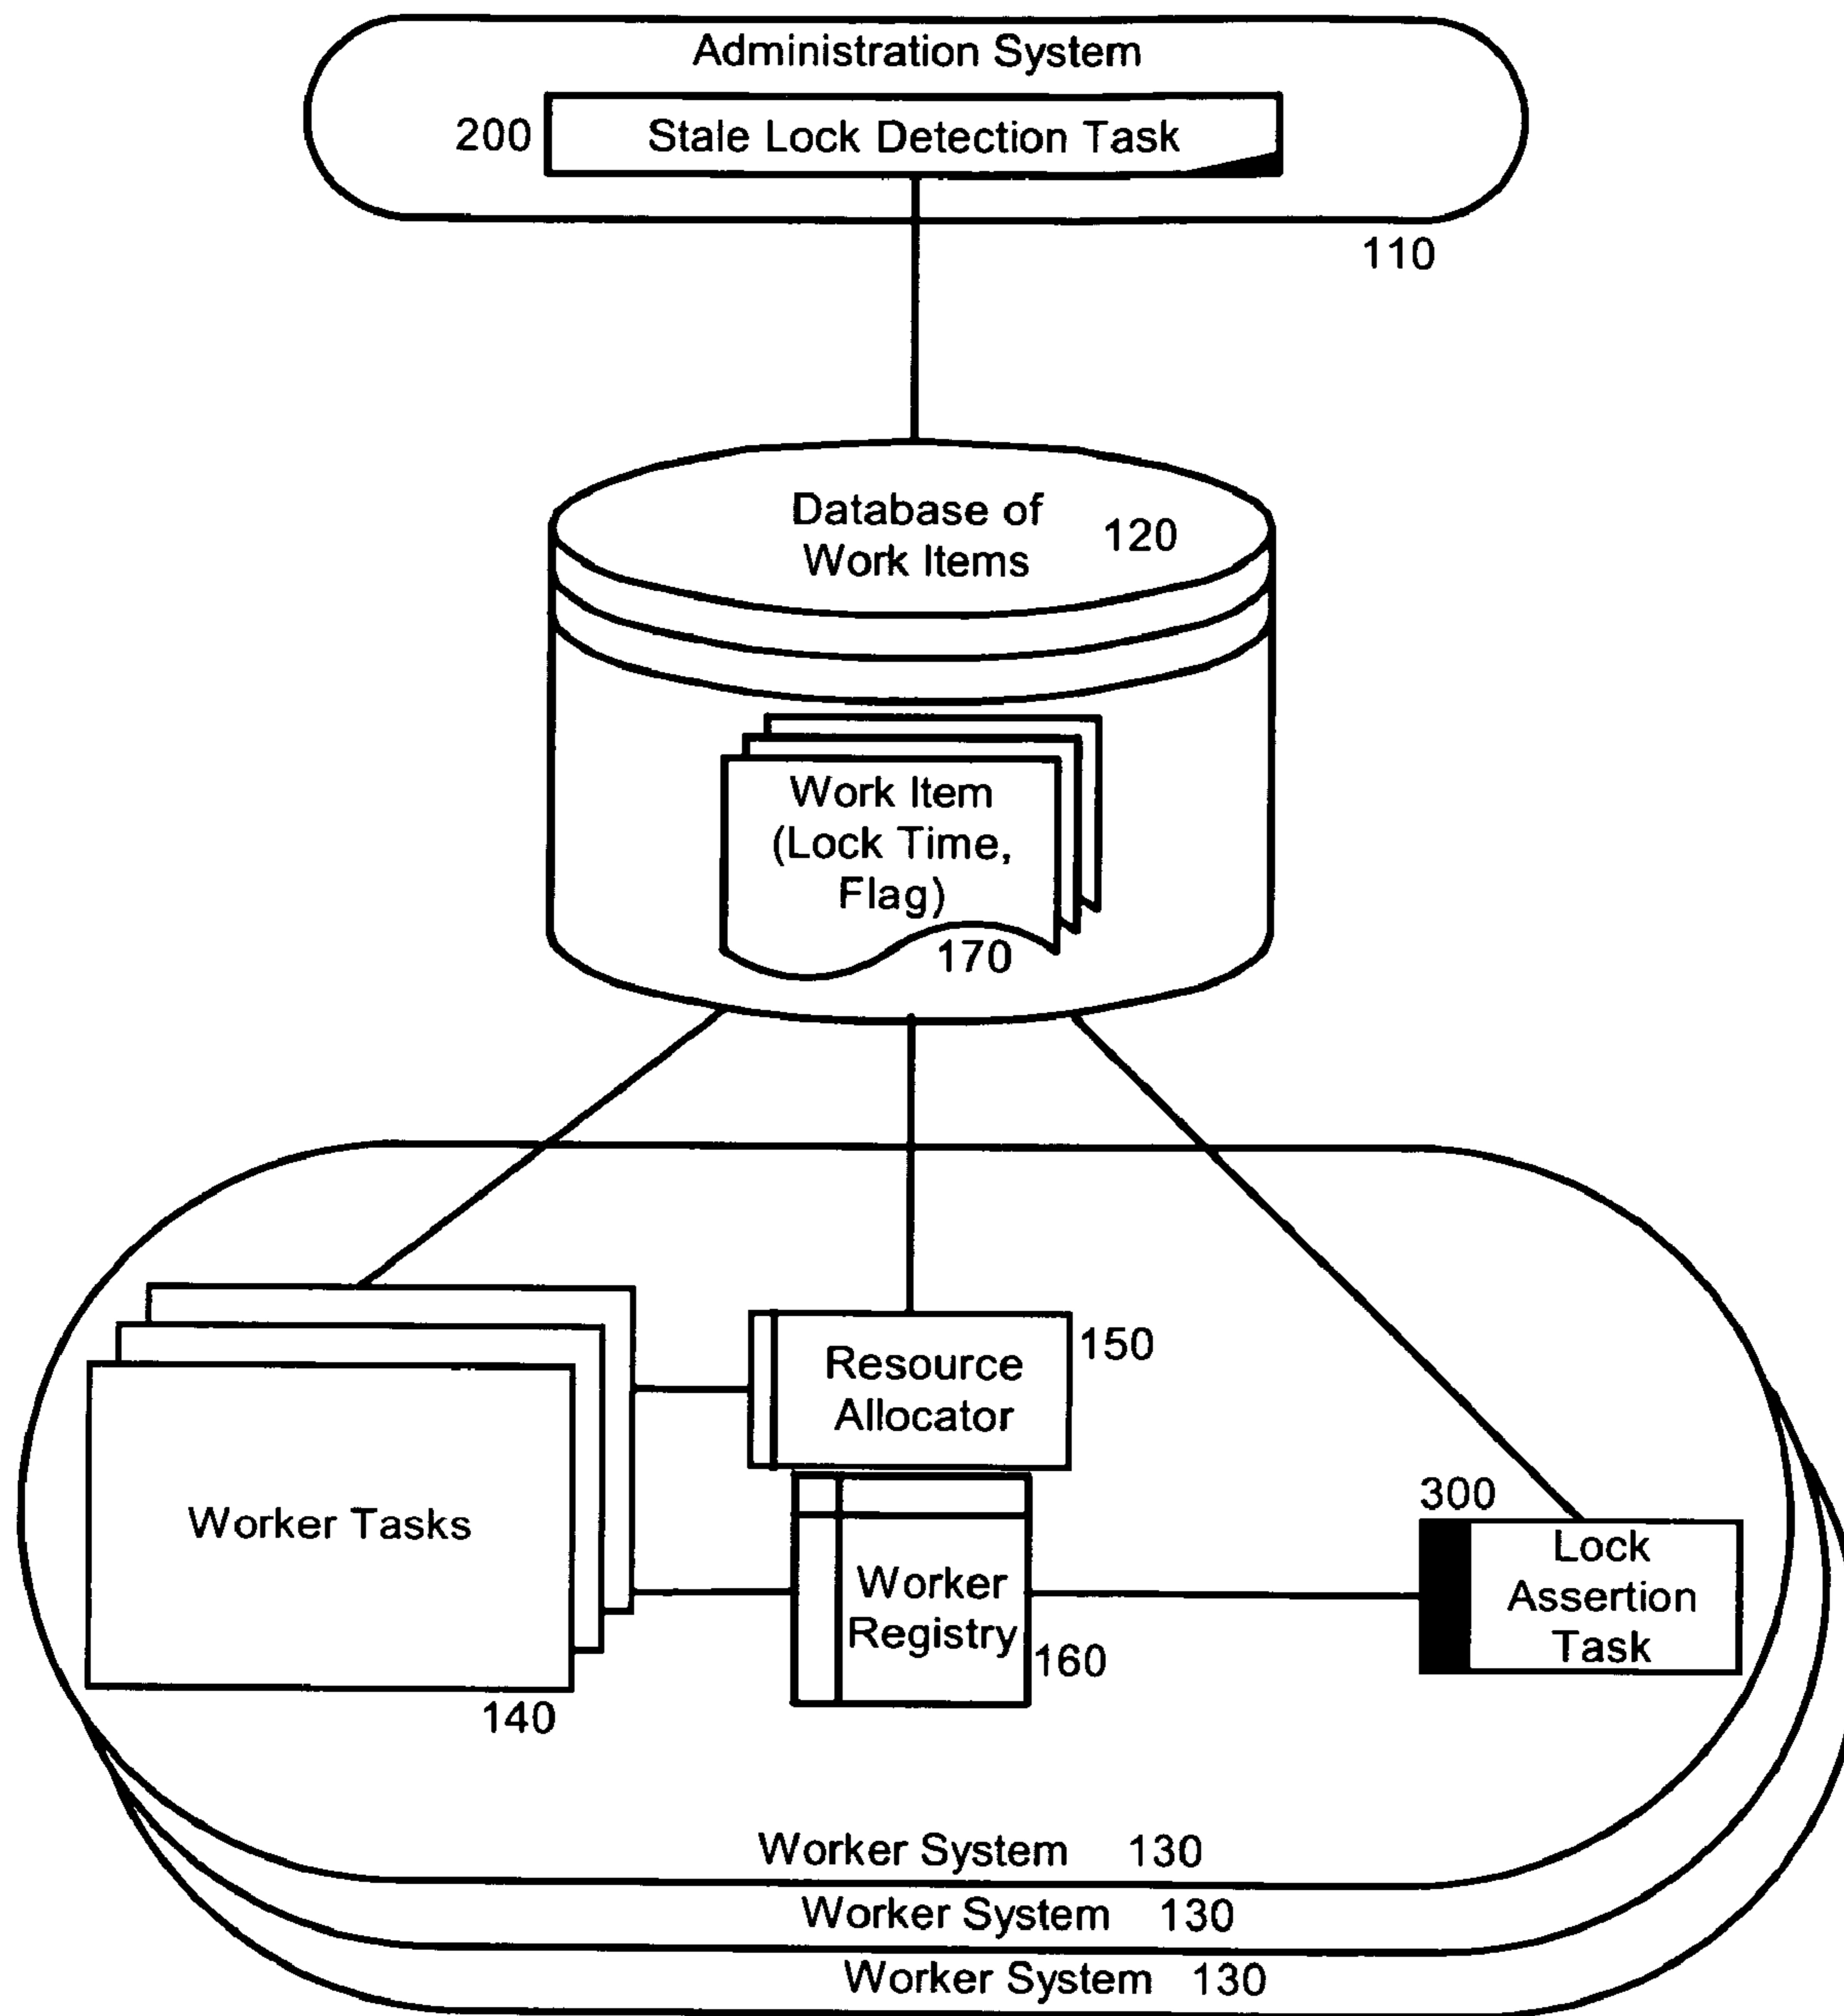 Administration System
200
Stale Lock Detection Task
110
Database of
Work Items
120
Work Item
(Lock Time,
Flag)
170
Resource
Allocator
150
Worker Tasks
140
Worker
Registry
160
300
Lock
Assertion
Task
Worker System 130
Worker System 130
Worker System 130